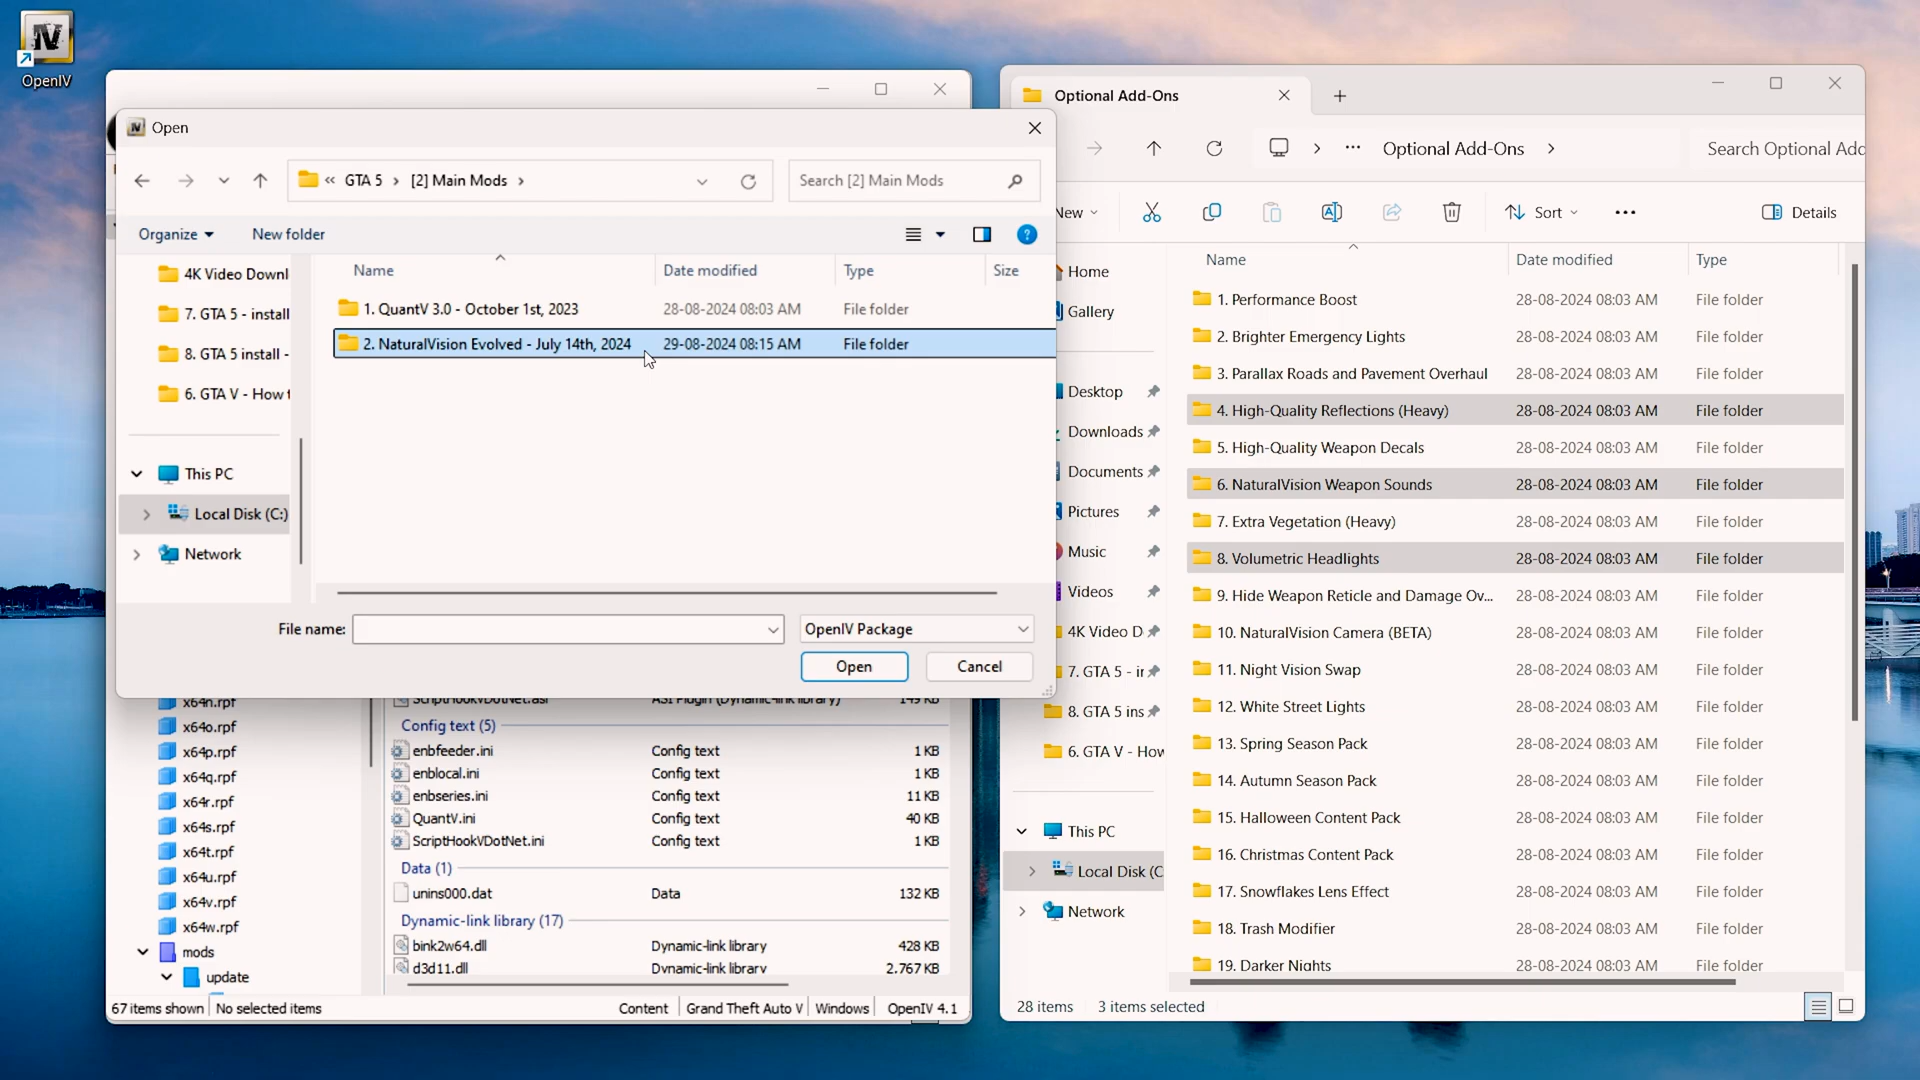 OpenIV
Open
« GTA 5 > [2] Main Mods >
Search [2] Main Mods
Organize
New folder
?
Name
Date modified
Type
Size
1. QuantV 3.0 - October 1st, 2023
28-08-2024 08:03 AM
File folder
2. NaturalVision Evolved - July 14th, 2024
29-08-2024 08:15 AM
File folder
4K Video Downl
7. GTA 5 - install
8. GTA 5 install -
6. GTA V - How t
This PC
Local Disk (C:)
Network
File name:
OpenIV Package
Open
Cancel
x64n.rpf
x64o.rpf
x64p.rpf
x64q.rpf
x64r.rpf
x64s.rpf
x64t.rpf
x64u.rpf
x64v.rpf
x64w.rpf
mods
update
ScriptHookVDotNet.asi
ASI Plugin (Dynamic-link library)
149 KB
Config text (5)
enbfeeder.ini
Config text
1 KB
enblocal.ini
Config text
1 KB
enbseries.ini
Config text
11 KB
QuantV.ini
Config text
40 KB
ScriptHookVDotNet.ini
Config text
1 KB
Data (1)
unins000.dat
Data
132 KB
Dynamic-link library (17)
bink2w64.dll
Dynamic-link library
428 KB
d3d11.dll
Dynamic-link library
2.767 KB
67 items shown
No selected items
Content
Grand Theft Auto V
Windows
OpenIV 4.1
Optional Add-Ons
Optional Add-Ons
Search Optional Add
New
Sort
Details
Home
Gallery
Desktop
Downloads
Documents
Pictures
Music
Videos
4K Video D
7. GTA 5 - ir
8. GTA 5 ins
6. GTA V - How
This PC
Local Disk (C
Network
Name
Date modified
Type
1. Performance Boost
28-08-2024 08:03 AM
File folder
2. Brighter Emergency Lights
28-08-2024 08:03 AM
File folder
3. Parallax Roads and Pavement Overhaul
28-08-2024 08:03 AM
File folder
4. High-Quality Reflections (Heavy)
28-08-2024 08:03 AM
File folder
5. High-Quality Weapon Decals
28-08-2024 08:03 AM
File folder
6. NaturalVision Weapon Sounds
28-08-2024 08:03 AM
File folder
7. Extra Vegetation (Heavy)
28-08-2024 08:03 AM
File folder
8. Volumetric Headlights
28-08-2024 08:03 AM
File folder
9. Hide Weapon Reticle and Damage Ov...
28-08-2024 08:03 AM
File folder
10. NaturalVision Camera (BETA)
28-08-2024 08:03 AM
File folder
11. Night Vision Swap
28-08-2024 08:03 AM
File folder
12. White Street Lights
28-08-2024 08:03 AM
File folder
13. Spring Season Pack
28-08-2024 08:03 AM
File folder
14. Autumn Season Pack
28-08-2024 08:03 AM
File folder
15. Halloween Content Pack
28-08-2024 08:03 AM
File folder
16. Christmas Content Pack
28-08-2024 08:03 AM
File folder
17. Snowflakes Lens Effect
28-08-2024 08:03 AM
File folder
18. Trash Modifier
28-08-2024 08:03 AM
File folder
19. Darker Nights
28-08-2024 08:03 AM
File folder
28 items
3 items selected